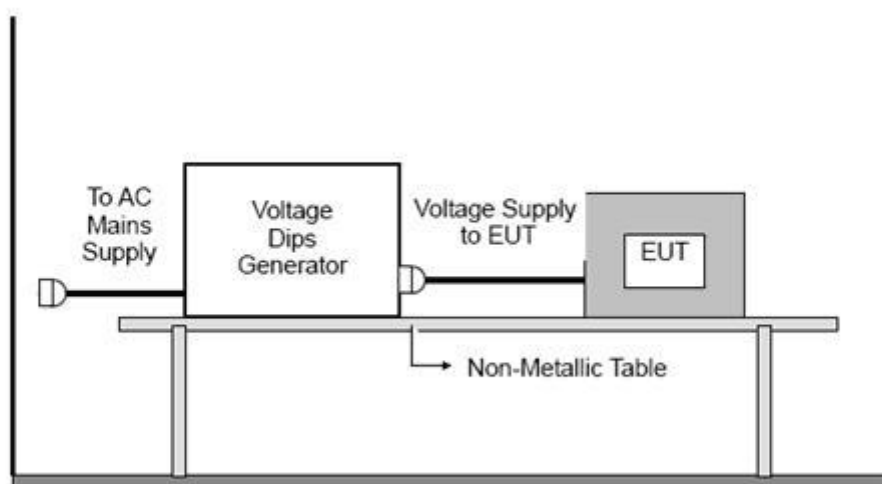 To AC
Mains
Supply
Voltage
Dips
Generator
Voltage Supply
to EUT
EUT
Non-Metallic Table